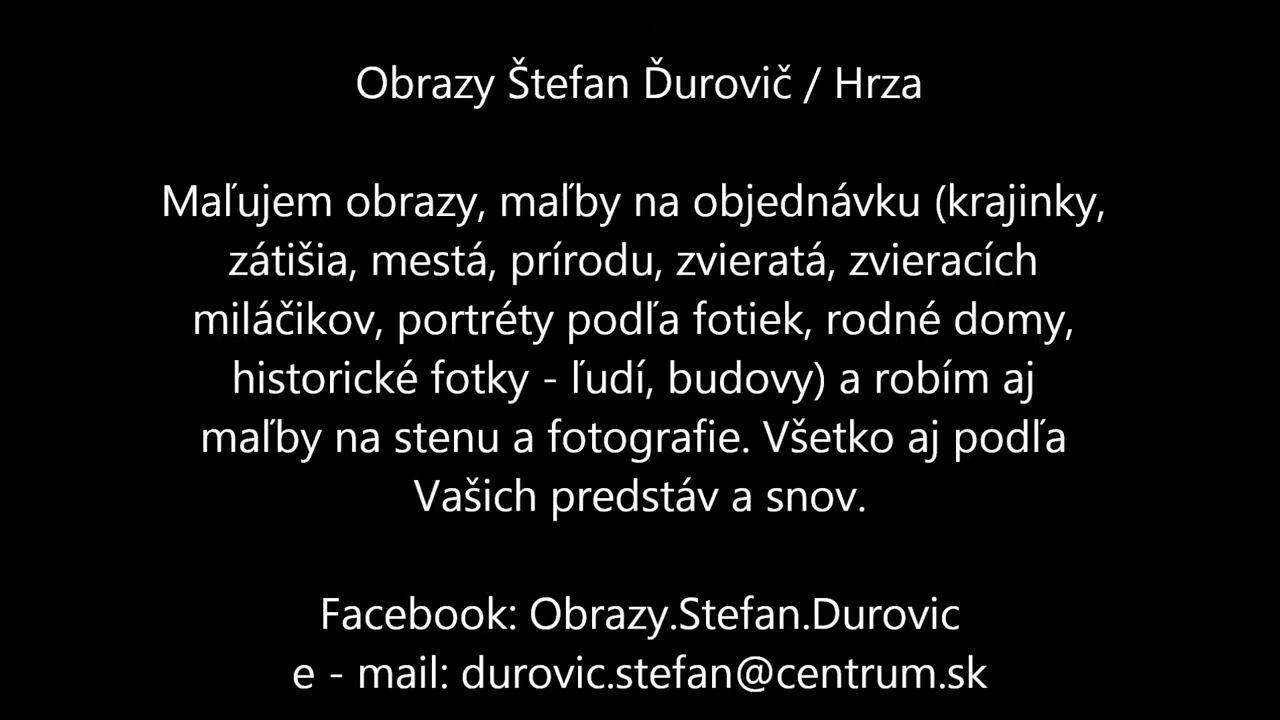 Obrazy Štefan Ďurovič / Hrza
Maľujem obrazy, maľby na objednávku (krajinky,
zátišia, mestá, prírodu, zvieratá, zvieracích
miláčikov, portréty podľa fotiek, rodné domy,
historické fotky - ľudí, budovy) a robím aj
maľby na stenu a fotografie. Všetko aj podľa
Vašich predstáv a snov.
Facebook: Obrazy.Stefan.Durovic
e - mail: durovic.stefan@centrum.sk